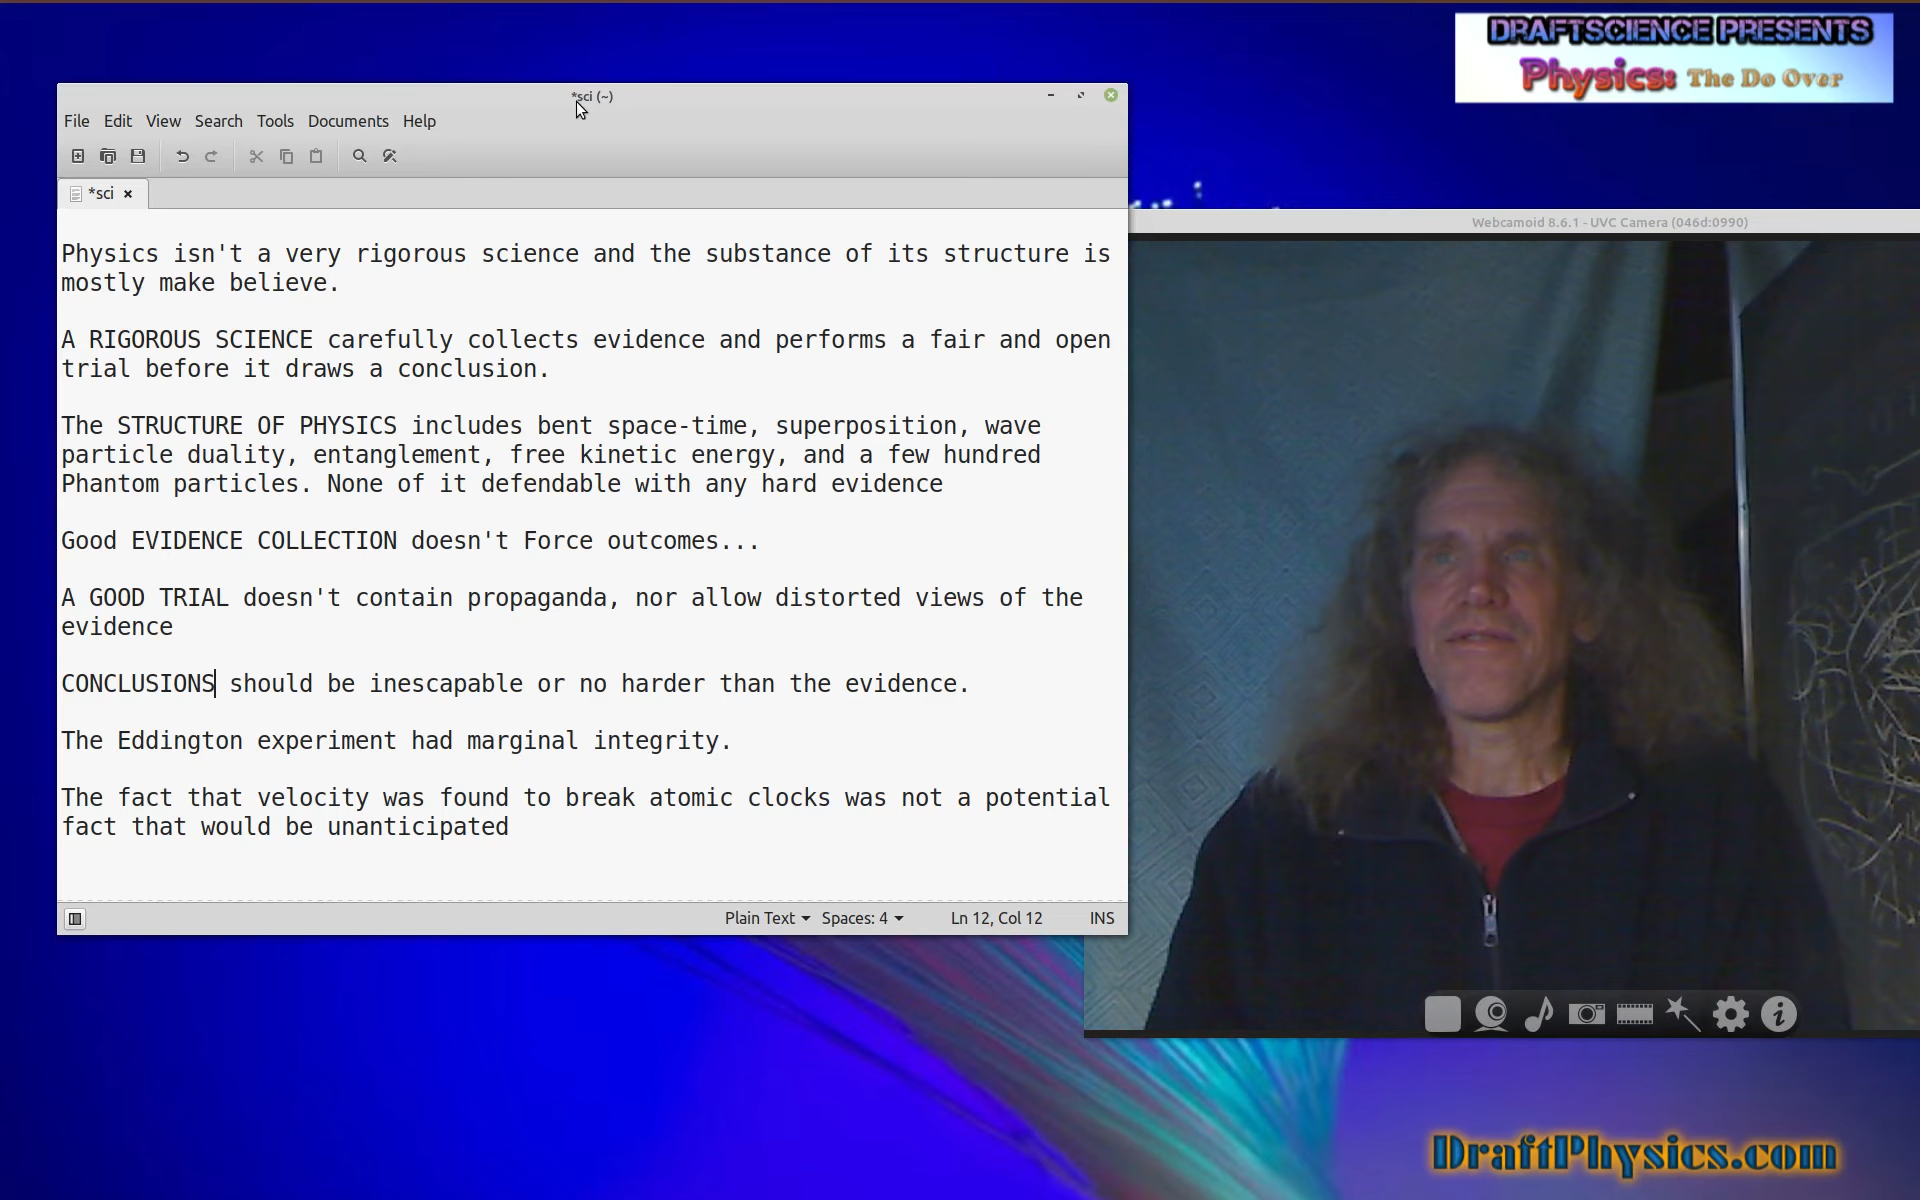 DRAFTSCIENCE PRESENTS
Physics: The Do Over
*sci (~)
File Edit View Search Tools Documents Help
*sci
Webcamoid 8.6.1 - UVC Camera (046d:0990)
Physics isn't a very rigorous science and the substance of its structure is
mostly make believe.
A RIGOROUS SCIENCE carefully collects evidence and performs a fair and open
trial before it draws a conclusion.
The STRUCTURE OF PHYSICS includes bent space-time, superposition, wave
particle duality, entanglement, free kinetic energy, and a few hundred
Phantom particles. None of it defendable with any hard evidence
Good EVIDENCE COLLECTION doesn't Force outcomes...
A GOOD TRIAL doesn't contain propaganda, nor allow distorted views of the
evidence
CONCLUSIONS should be inescapable or no harder than the evidence.
The Eddington experiment had marginal integrity.
The fact that velocity was found to break atomic clocks was not a potential
fact that would be unanticipated
Plain Text Spaces: 4 Ln 12, Col 12 INS
DraftPhysics.com